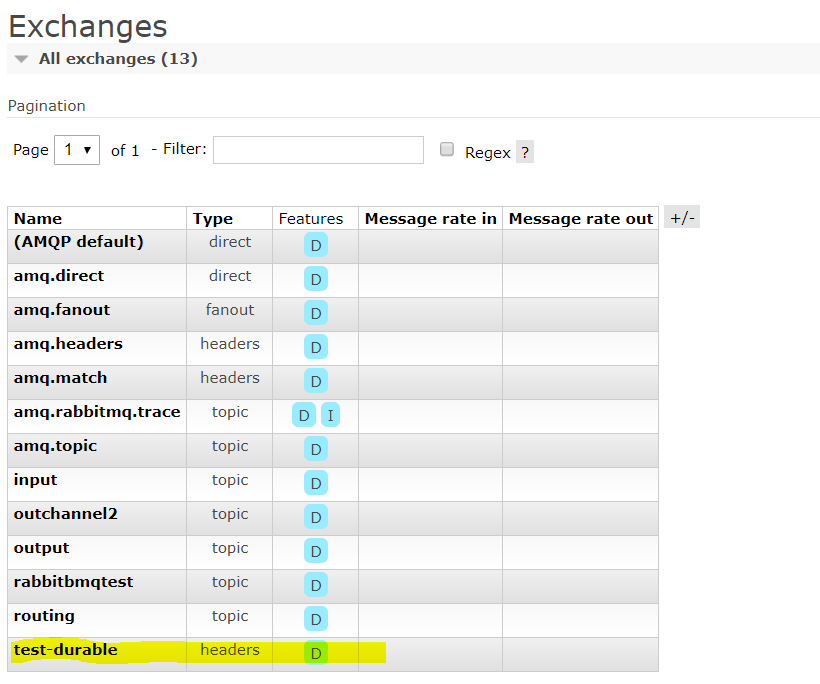 Exchanges
All exchanges (13)
Pagination
Page 1 of 1 - Filter: Regex ?
Name Type Features Message rate in Message rate out +/-
(AMQP default) direct D
amq.direct direct D
amq.fanout fanout D
amq.headers headers D
amq.match headers D
amq.rabbitmq.trace topic D I
amq.topic topic D
input topic D
outchannel2 topic D
output topic D
rabbitbmqtest topic D
routing topic D
test-durable headers D